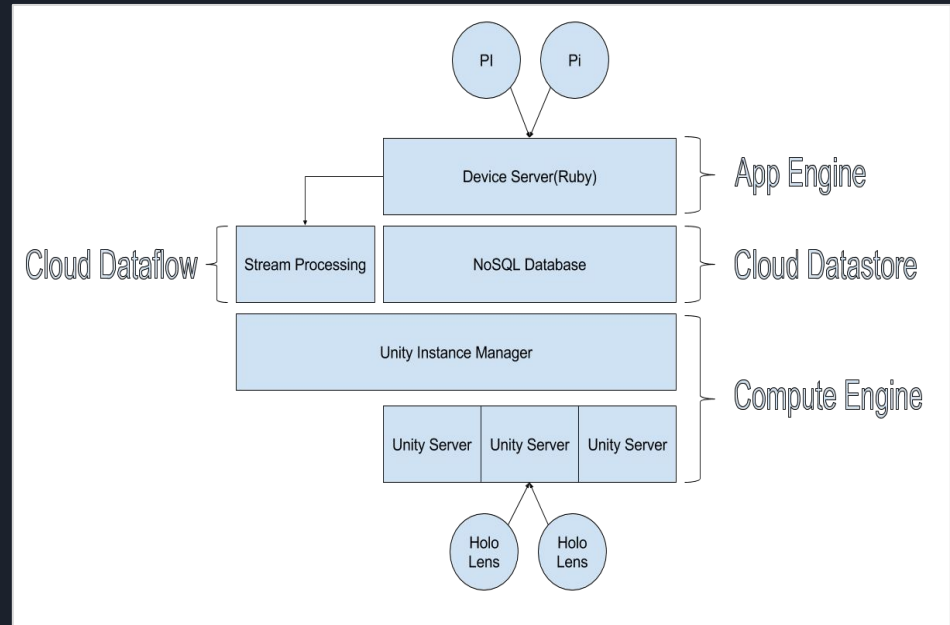 PI
Pi
Device Server(Ruby)
App Engine
Cloud Dataflow
Stream Processing
NoSQL Database
Cloud Datastore
Unity Instance Manager
Compute Engine
Unity Server
Unity Server
Unity Server
Holo
Lens
Holo
Lens